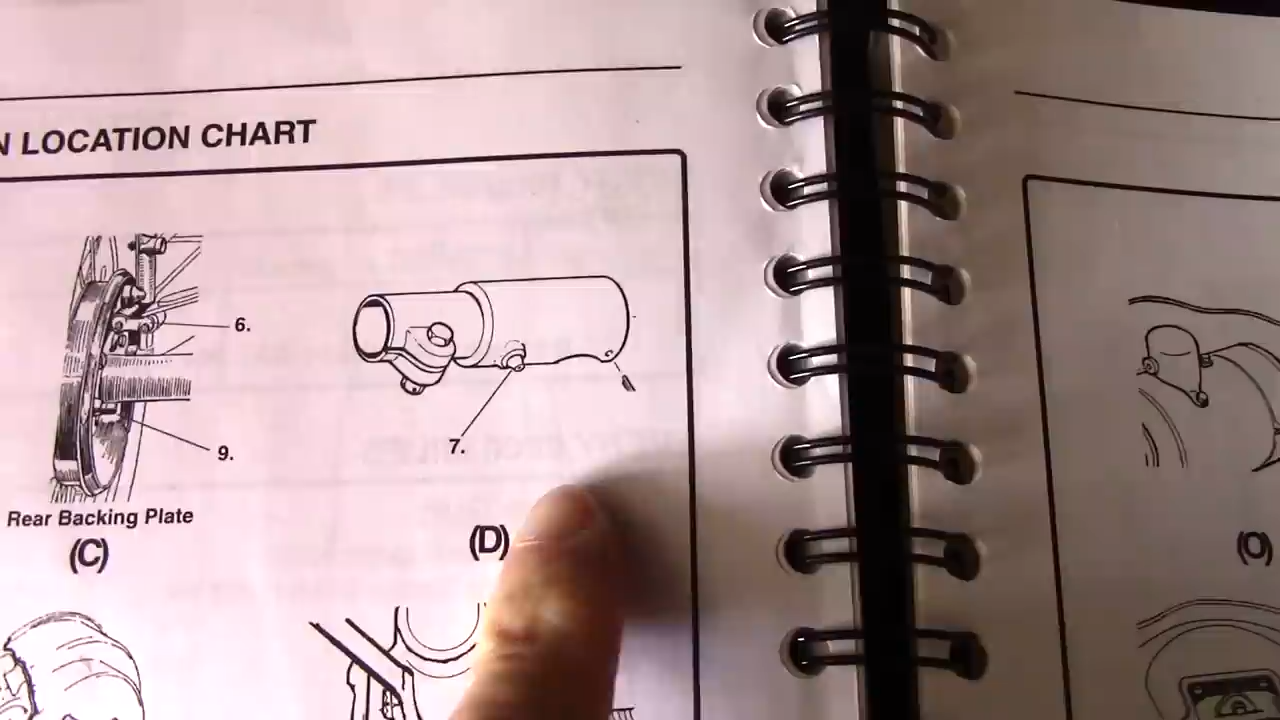 N LOCATION CHART
6.
7.
9.
Rear Backing Plate
(C)
(D)
(O)